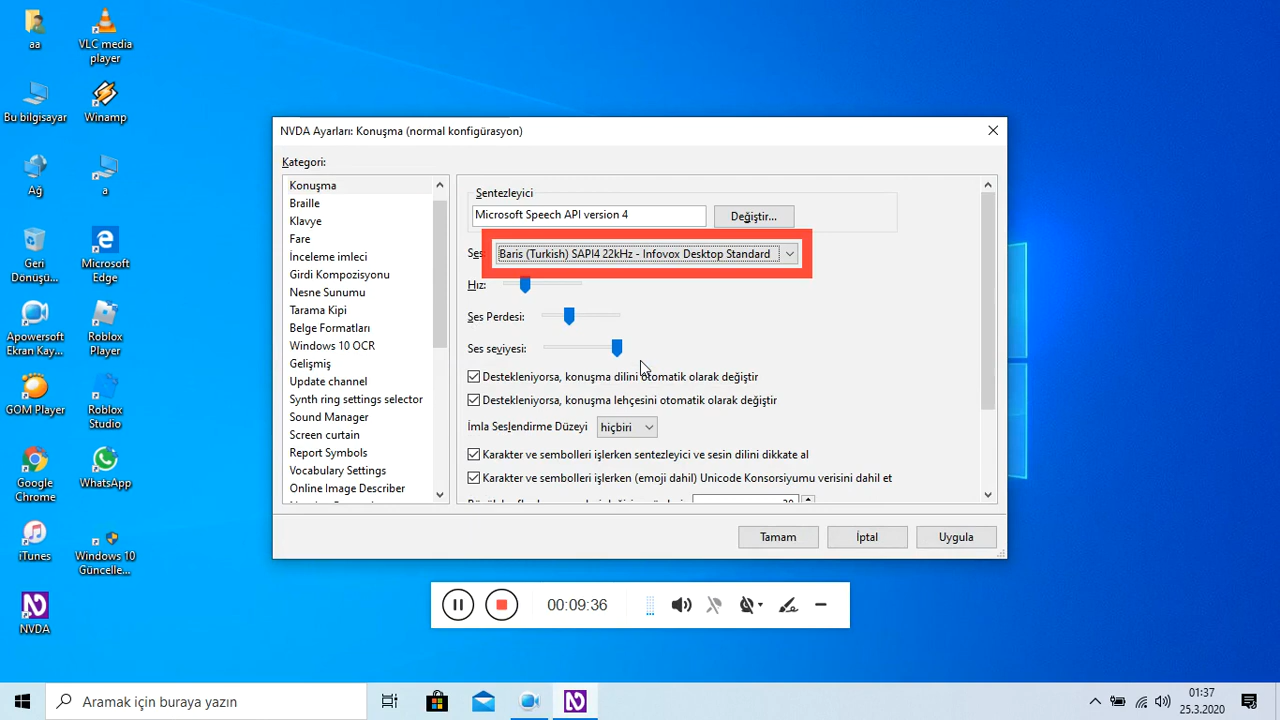 aa
VLC media player
Bu bilgisayar
Winamp
Ağ
a
Geri Dönüşü...
Microsoft Edge
Apowersoft Ekran Kay...
Roblox Player
GOM Player
Roblox Studio
Google Chrome
WhatsApp
iTunes
Windows 10 Güncelle...
NVDA
NVDA Ayarları: Konuşma (normal konfigürasyon)
Kategori:
Konuşma
Braille
Klavye
Fare
İnceleme imleci
Girdi Kompozisyonu
Nesne Sunumu
Tarama Kipi
Belge Formatları
Windows 10 OCR
Gelişmiş
Update channel
Synth ring settings selector
Sound Manager
Screen curtain
Report Symbols
Vocabulary Settings
Online Image Describer
Sentezleyici
Microsoft Speech API version 4
Değiştir...
Ses:
Baris (Turkish) SAPI4 22kHz - Infovox Desktop Standard
Hız:
Ses Perdesi:
Ses seviyesi:
Destekleniyorsa, konuşma dilini otomatik olarak değiştir
Destekleniyorsa, konuşma lehçesini otomatik olarak değiştir
İmla Seslendirme Düzeyi
hiçbiri
Karakter ve sembolleri işlerken sentezleyici ve sesin dilini dikkate al
Karakter ve sembolleri işlerken (emoji dahil) Unicode Konsorsiyumu verisini dahil et
Tamam
İptal
Uygula
00:09:36
Aramak için buraya yazın
01:37
25.3.2020